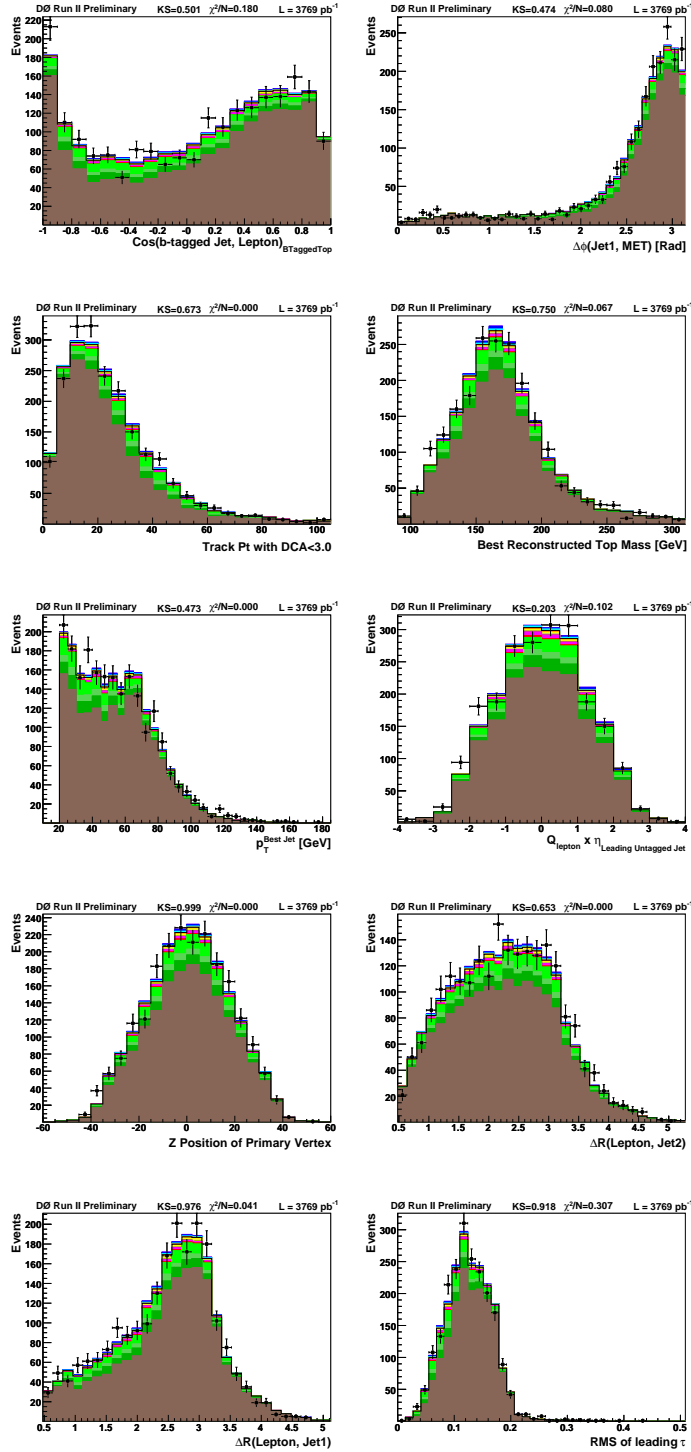 DØ Run II Preliminary KS=0.501 χ²/N=0.180 L = 3769 pb⁻¹
Events
220
200
180
160
140
120
100
80
60
40
20
-1 -0.8 -0.6 -0.4 -0.2 -0.0 0.2 0.4 0.6 0.8 1
Cos(b-tagged Jet, Lepton)BTaggedTop
DØ Run II Preliminary KS=0.474 χ²/N=0.080 L = 3769 pb⁻¹
Events
250
200
150
100
50
0 0.5 1 1.5 2 2.5 3
Δφ(Jet1, MET) [Rad]
DØ Run II Preliminary KS=0.673 χ²/N=0.000 L = 3769 pb⁻¹
Events
300
250
200
150
100
50
0 20 40 60 80 100
Track Pt with DCA<3.0
DØ Run II Preliminary KS=0.750 χ²/N=0.067 L = 3769 pb⁻¹
Events
300
250
200
150
100
50
100 150 200 250 300
Best Reconstructed Top Mass [GeV]
DØ Run II Preliminary KS=0.473 χ²/N=0.000 L = 3769 pb⁻¹
Events
200
180
160
140
120
100
80
60
40
20
20 40 60 80 100 120 140 160 180
pT Best Jet [GeV]
DØ Run II Preliminary KS=0.203 χ²/N=0.102 L = 3769 pb⁻¹
Events
300
250
200
150
100
50
-4 -3 -2 -1 0 1 2 3 4
Qlepton x ηLeading Untagged Jet
DØ Run II Preliminary KS=0.999 χ²/N=0.000 L = 3769 pb⁻¹
Events
240
220
200
180
160
140
120
100
80
60
40
20
-60 -40 -20 0 20 40 60
Z Position of Primary Vertex
DØ Run II Preliminary KS=0.653 χ²/N=0.000 L = 3769 pb⁻¹
Events
140
120
100
80
60
40
20
0.5 1 1.5 2 2.5 3 3.5 4 4.5 5
ΔR(Lepton, Jet2)
DØ Run II Preliminary KS=0.976 χ²/N=0.041 L = 3769 pb⁻¹
Events
200
180
160
140
120
100
80
60
40
20
0.5 1 1.5 2 2.5 3 3.5 4 4.5 5
ΔR(Lepton, Jet1)
DØ Run II Preliminary KS=0.918 χ²/N=0.307 L = 3769 pb⁻¹
Events
300
250
200
150
100
50
0 0.1 0.2 0.3 0.4 0.5
RMS of leading τ